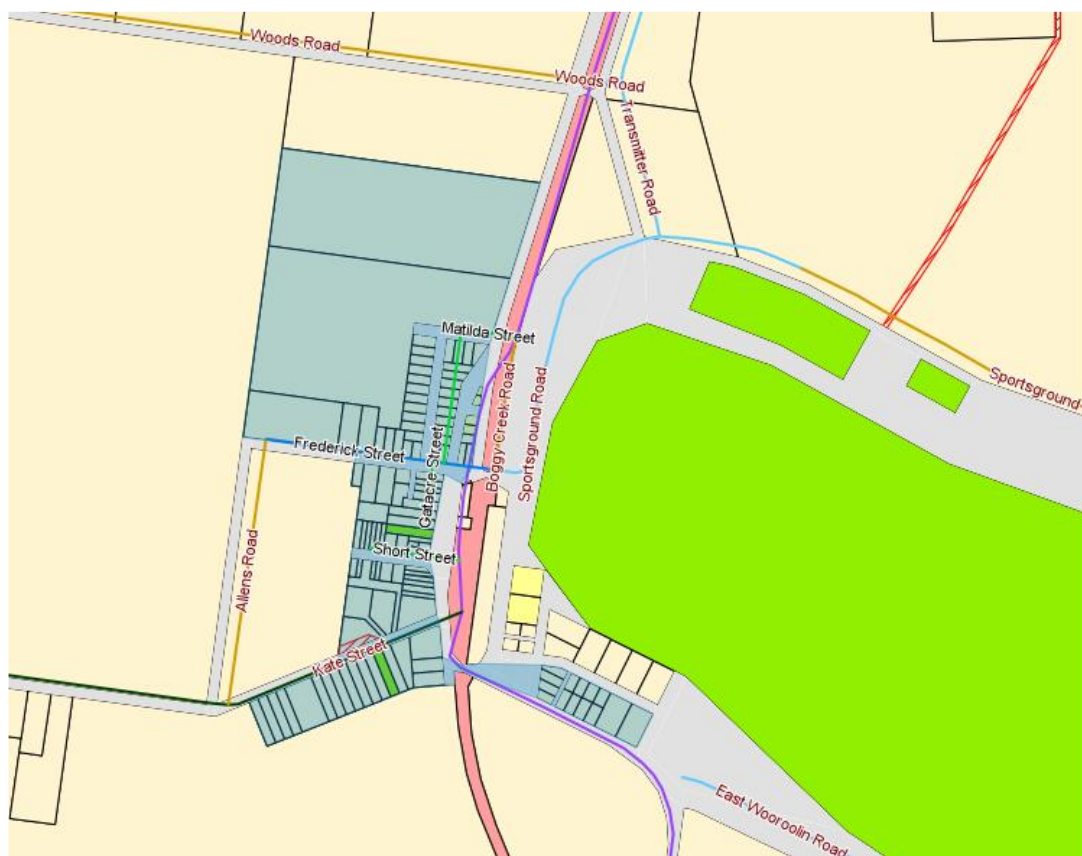 Woods Road
Woods Road
Transmitter Road
Matilda Street
Sportsground
Boggy Creek Road
Sportsground Road
Frederick Street
Gatacre Street
Short Street
Allens Road
Kate Street
East Wooroolin Road